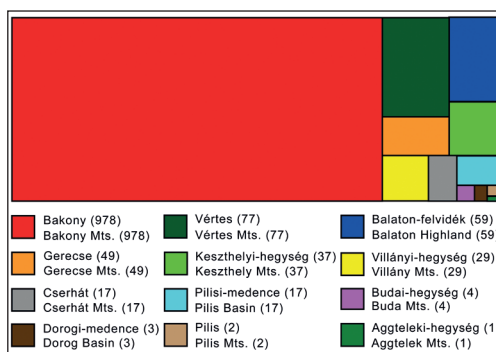 Bakony (978)
Bakony Mts. (978)
Vértes (77)
Vértes Mts. (77)
Balaton-felvidék (59)
Balaton Highland (59)
Gerecse (49)
Gerecse Mts. (49)
Keszthelyi-hegység (37)
Keszthely Mts. (37)
Villányi-hegység (29)
Villány Mts. (29)
Cserhát (17)
Cserhát Mts. (17)
Pilisi-medence (17)
Pilis Basin (17)
Budai-hegység (4)
Buda Mts. (4)
Dorogi-medence (3)
Dorog Basin (3)
Pilis (2)
Pilis Mts. (2)
Aggteleki-hegység (1
Aggtelek Mts. (1)